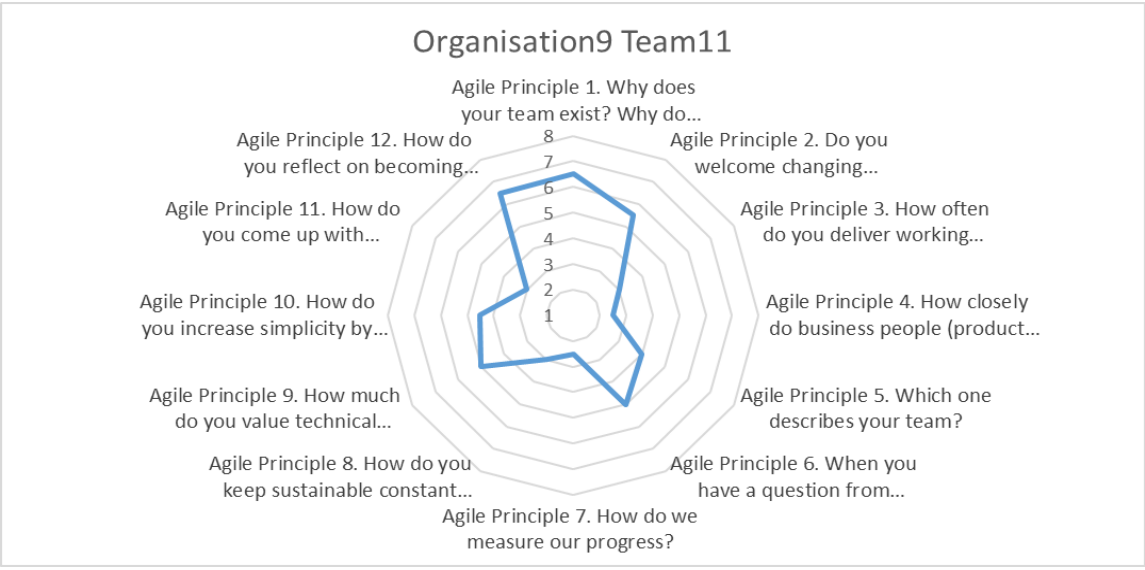 Organisation9 Team11
Agile Principle 1. Why does
your team exist? Why do...
Agile Principle 2. Do you
welcome changing...
Agile Principle 3. How often
do you deliver working...
Agile Principle 4. How closely
do business people (product...
Agile Principle 5. Which one
describes your team?
Agile Principle 6. When you
have a question from...
Agile Principle 7. How do we
measure our progress?
Agile Principle 8. How do you
keep sustainable constant...
Agile Principle 9. How much
do you value technical...
Agile Principle 10. How do
you increase simplicity by...
Agile Principle 11. How do
you come up with...
Agile Principle 12. How do
you reflect on becoming...
8
7
6
5
4
3
2
1